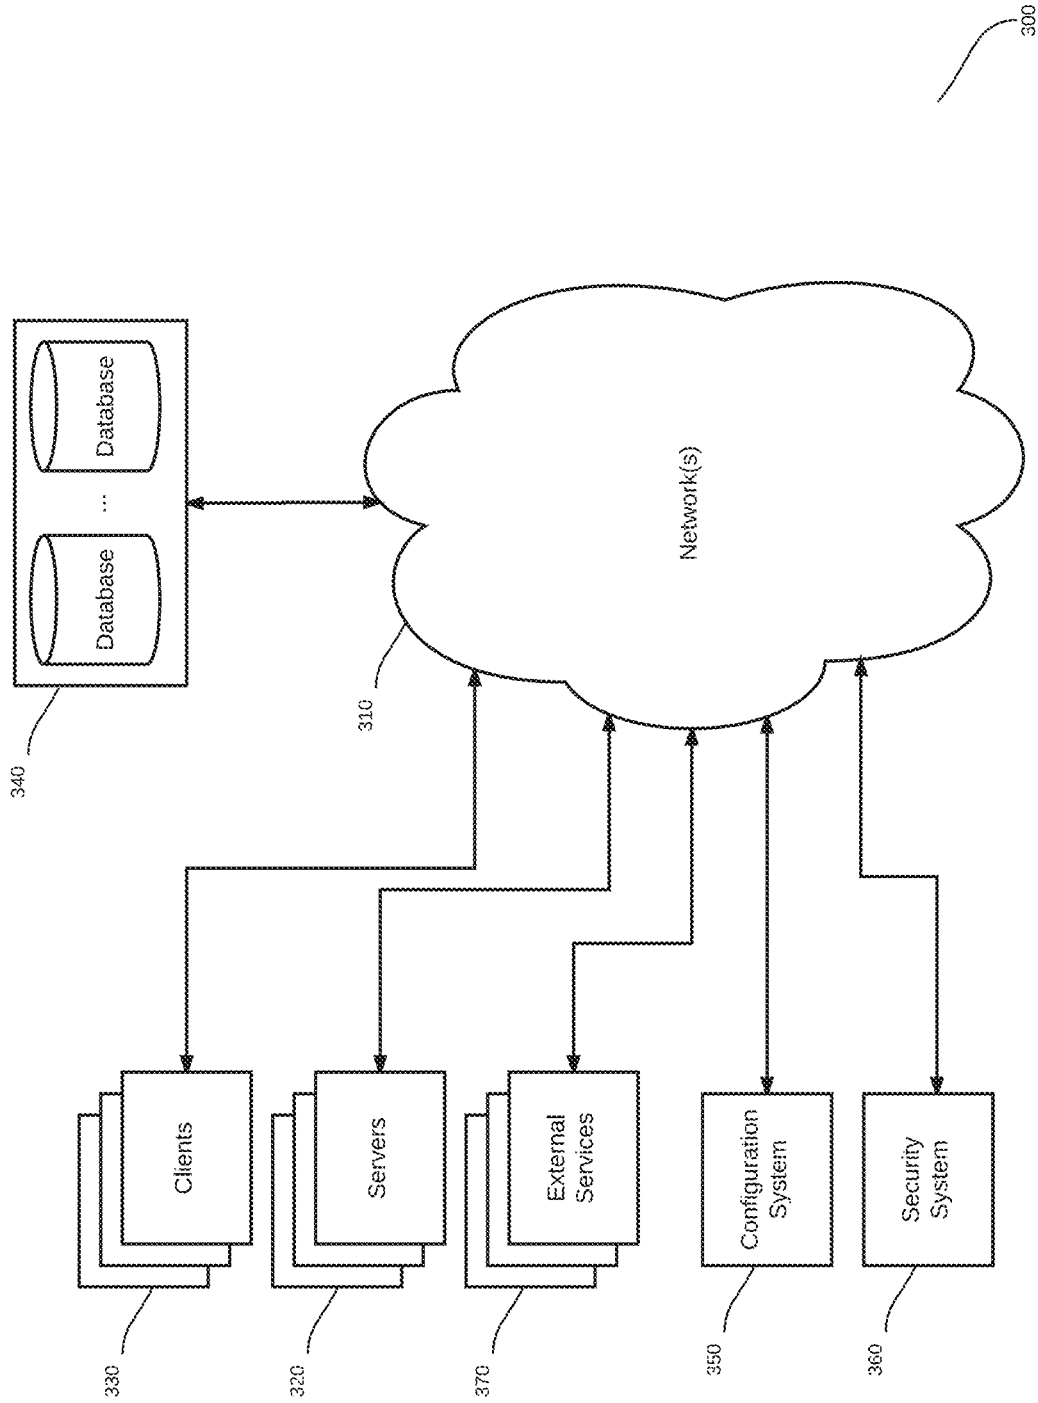 300
340
Database
...
Database
310
Network(s)
330
Clients
320
Servers
370
External
Services
350
Configuration
System
360
Security
System